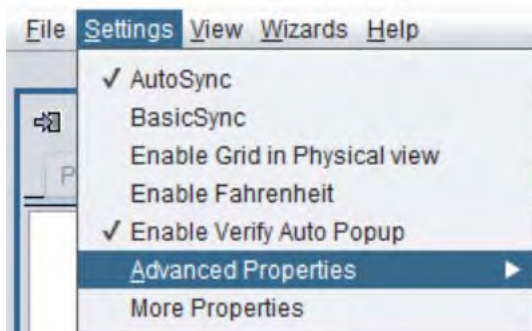 File Settings View Wizards Help
✓ AutoSync
BasicSync
Enable Grid in Physical view
Enable Fahrenheit
✓ Enable Verify Auto Popup
Advanced Properties
More Properties